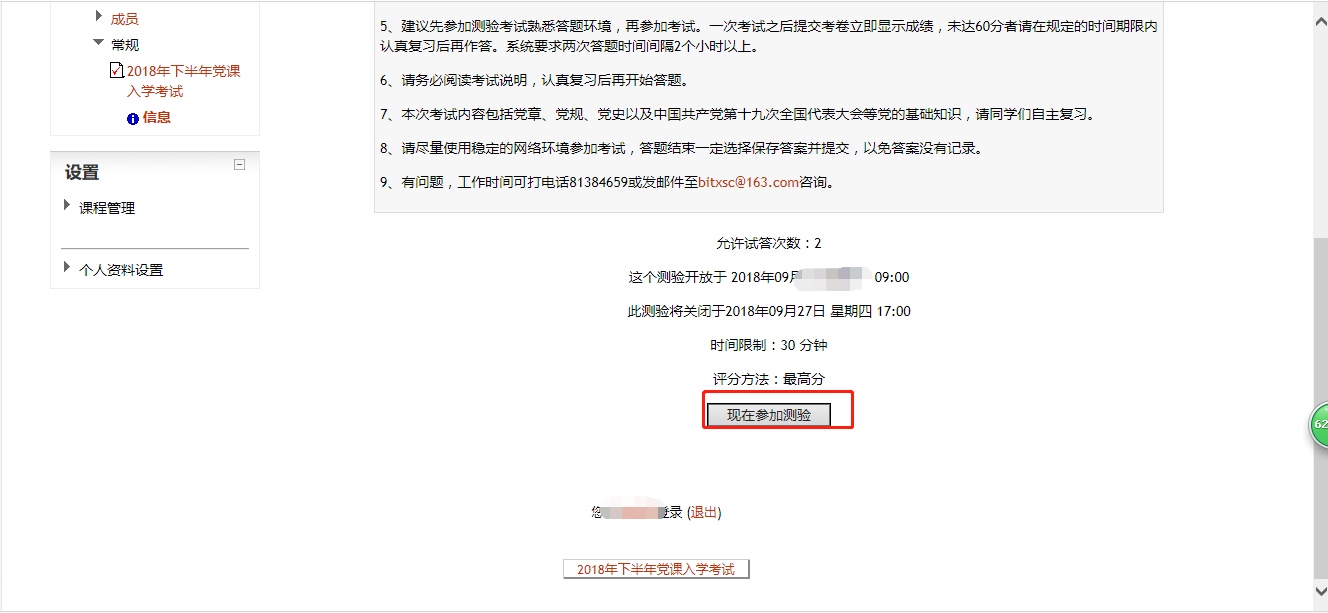 成员
常规
2018年下半年党课
入学考试
信息
设置
课程管理
个人资料设置
5、建议先参加测验考试熟悉答题环境，再参加考试。一次考试之后提交考卷立即显示成绩，未达60分者请在规定的时间期限内
认真复习后再作答。系统要求两次答题时间间隔2个小时以上。
6、请务必阅读考试说明，认真复习后再开始答题。
7、本次考试内容包括党章、党规、党史以及中国共产党第十九次全国代表大会等党的基础知识，请同学们自主复习。
8、请尽量使用稳定的网络环境参加考试，答题结束一定选择保存答案并提交，以免答案没有记录。
9、有问题，工作时间可打电话81384659或发邮件至bitxsc@163.com咨询。
允许试答次数：2
这个测验开放于 2018年09月 09:00
此测验将关闭于2018年09月27日 星期四 17:00
时间限制：30 分钟
评分方法：最高分
现在参加测验
您 登录 (退出)
2018年下半年党课入学考试
62